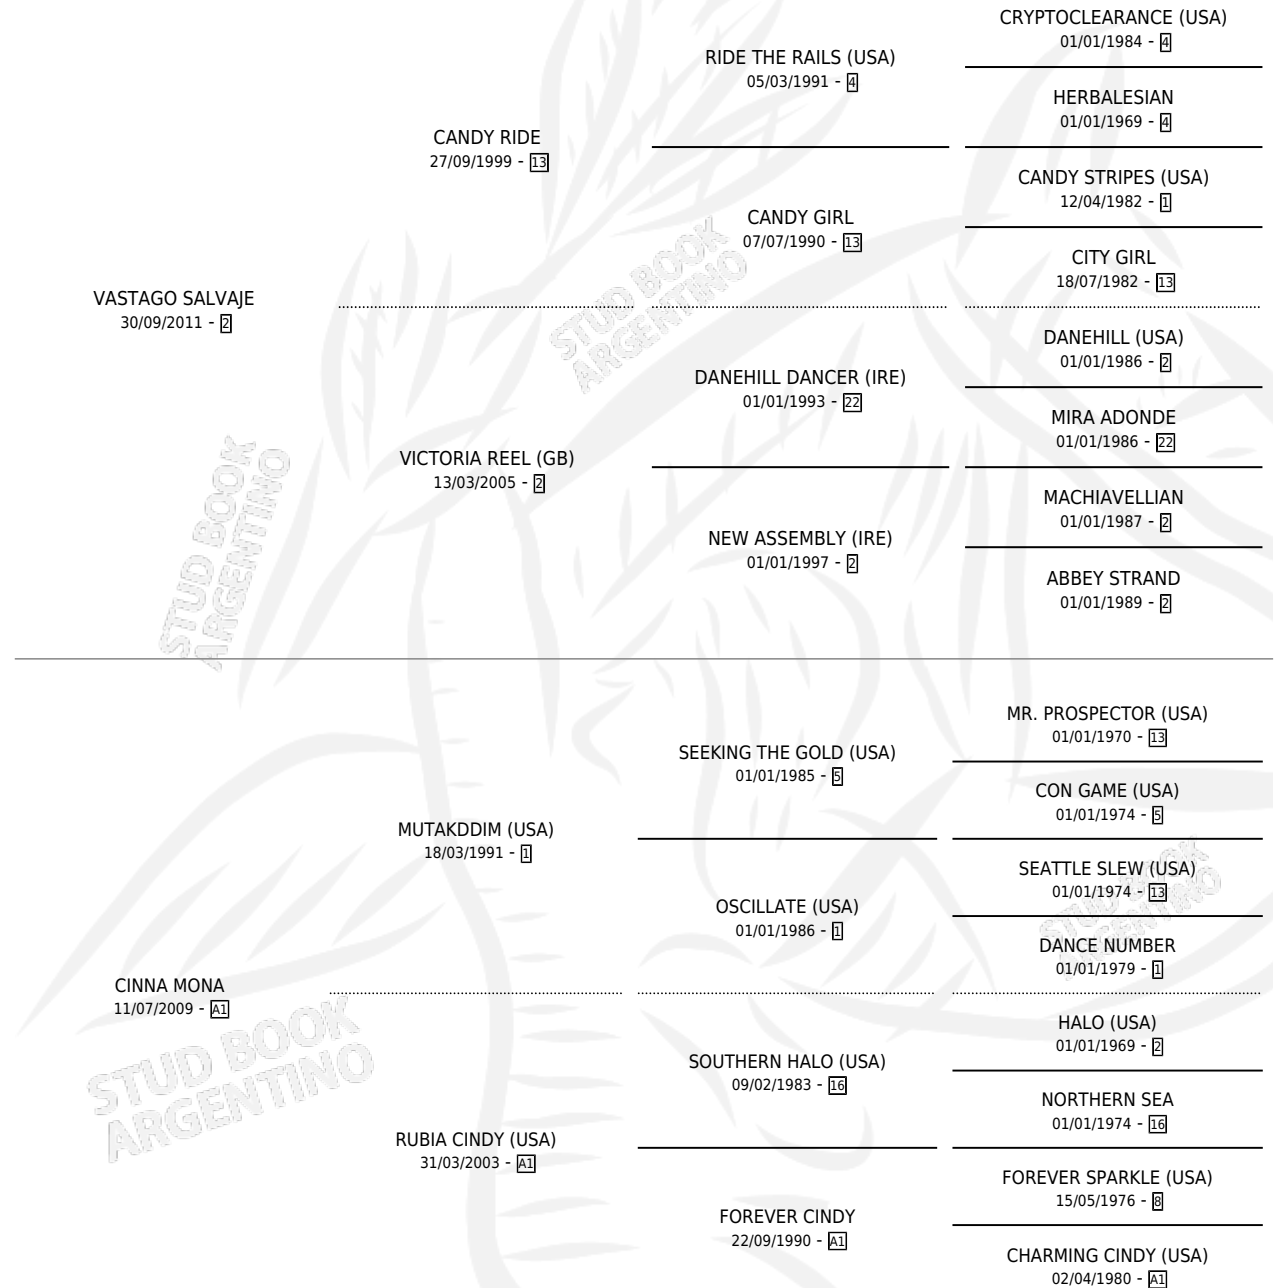 CRYPTOCLEARANCE (USA)
01/01/1984 - 4
RIDE THE RAILS (USA)
05/03/1991 - 4
HERBALESIAN
01/01/1969 - 4
CANDY RIDE
27/09/1999 - 13
CANDY STRIPES (USA)
12/04/1982 - 1
CANDY GIRL
07/07/1990 - 13
CITY GIRL
18/07/1982 - 13
VASTAGO SALVAJE
30/09/2011 - 2
DANEHILL (USA)
01/01/1986 - 2
DANEHILL DANCER (IRE)
01/01/1993 - 22
MIRA ADONDE
01/01/1986 - 22
VICTORIA REEL (GB)
13/03/2005 - 2
MACHIAVELLIAN
01/01/1987 - 2
NEW ASSEMBLY (IRE)
01/01/1997 - 2
ABBEY STRAND
01/01/1989 - 2
STUD BOOK
ARGENTINO
STUD BOOK
ARGENTINO
MR. PROSPECTOR (USA)
01/01/1970 - 13
SEEKING THE GOLD (USA)
01/01/1985 - 5
CON GAME (USA)
01/01/1974 - 5
MUTAKDDIM (USA)
18/03/1991 - 1
SEATTLE SLEW (USA)
01/01/1974 - 13
OSCILLATE (USA)
01/01/1986 - 1
DANCE NUMBER
01/01/1979 - 1
CINNA MONA
11/07/2009 - A1
HALO (USA)
01/01/1969 - 2
SOUTHERN HALO (USA)
09/02/1983 - 16
NORTHERN SEA
01/01/1974 - 16
RUBIA CINDY (USA)
31/03/2003 - A1
FOREVER SPARKLE (USA)
15/05/1976 - 8
FOREVER CINDY
22/09/1990 - A1
CHARMING CINDY (USA)
02/04/1980 - A1
STUD BOOK
ARGENTINO
STUD BOOK
ARGENTINO